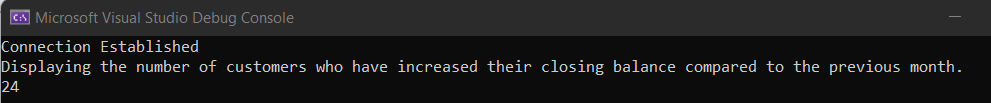 C:\
Microsoft Visual Studio Debug Console
Connection Established
Displaying the number of customers who have increased their closing balance compared to the previous month.
24